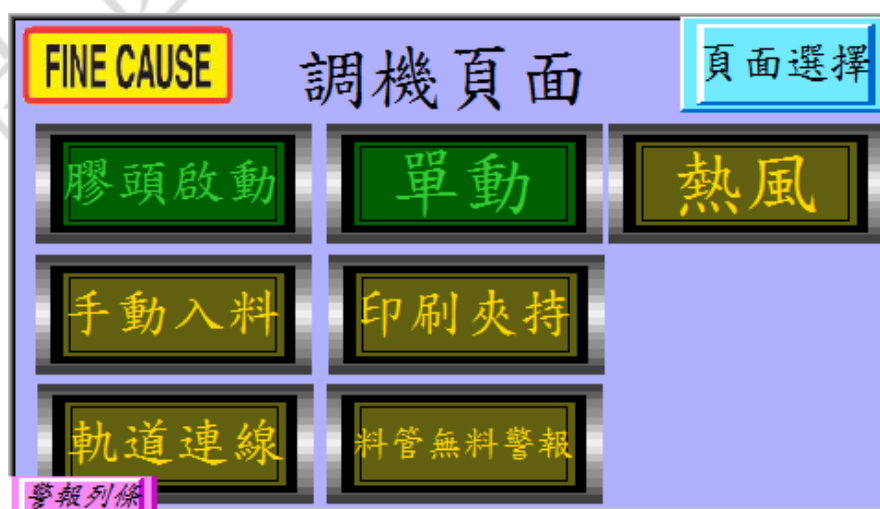 FINE CAUSE
調機頁面
頁面選擇
膠頭啟動
單動
熱風
手動入料
印刷夾持
軌道連線
料管無料警報
警報列條